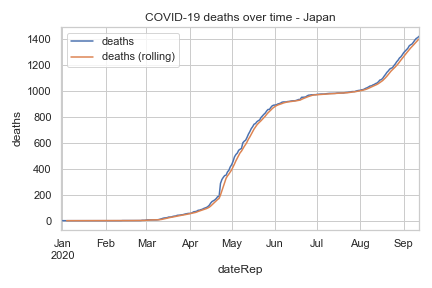 COVID-19 deaths over time - Japan
deaths
deaths (rolling)
deaths
1400
1200
1000
800
600
400
200
0
Jan Feb Mar Apr May Jun Jul Aug Sep
2020
dateRep